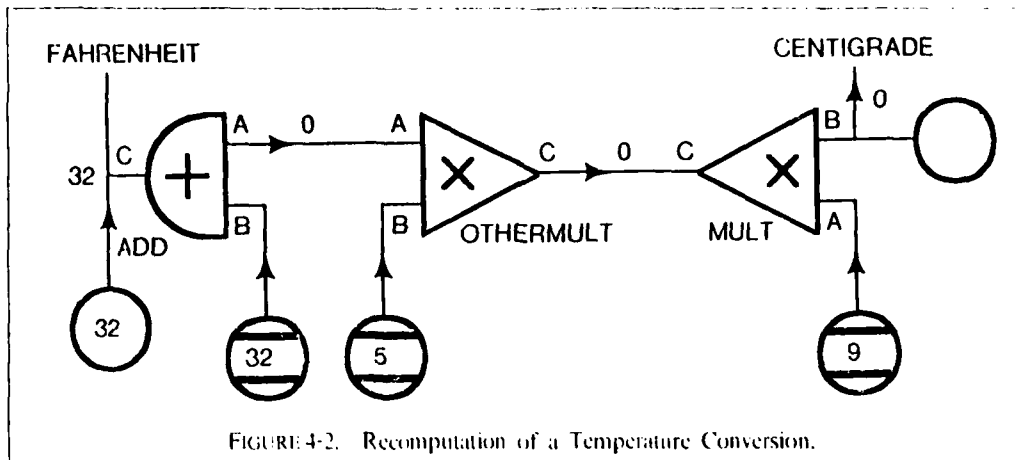 FAHRENHEIT
CENTIGRADE
A 0 A
B 0
C
32
+
×
C 0 C
×
B
ADD
B
OTHERMULT
MULT
A
32
32
5
9
FIGURE 4-2. Recomputation of a Temperature Conversion.